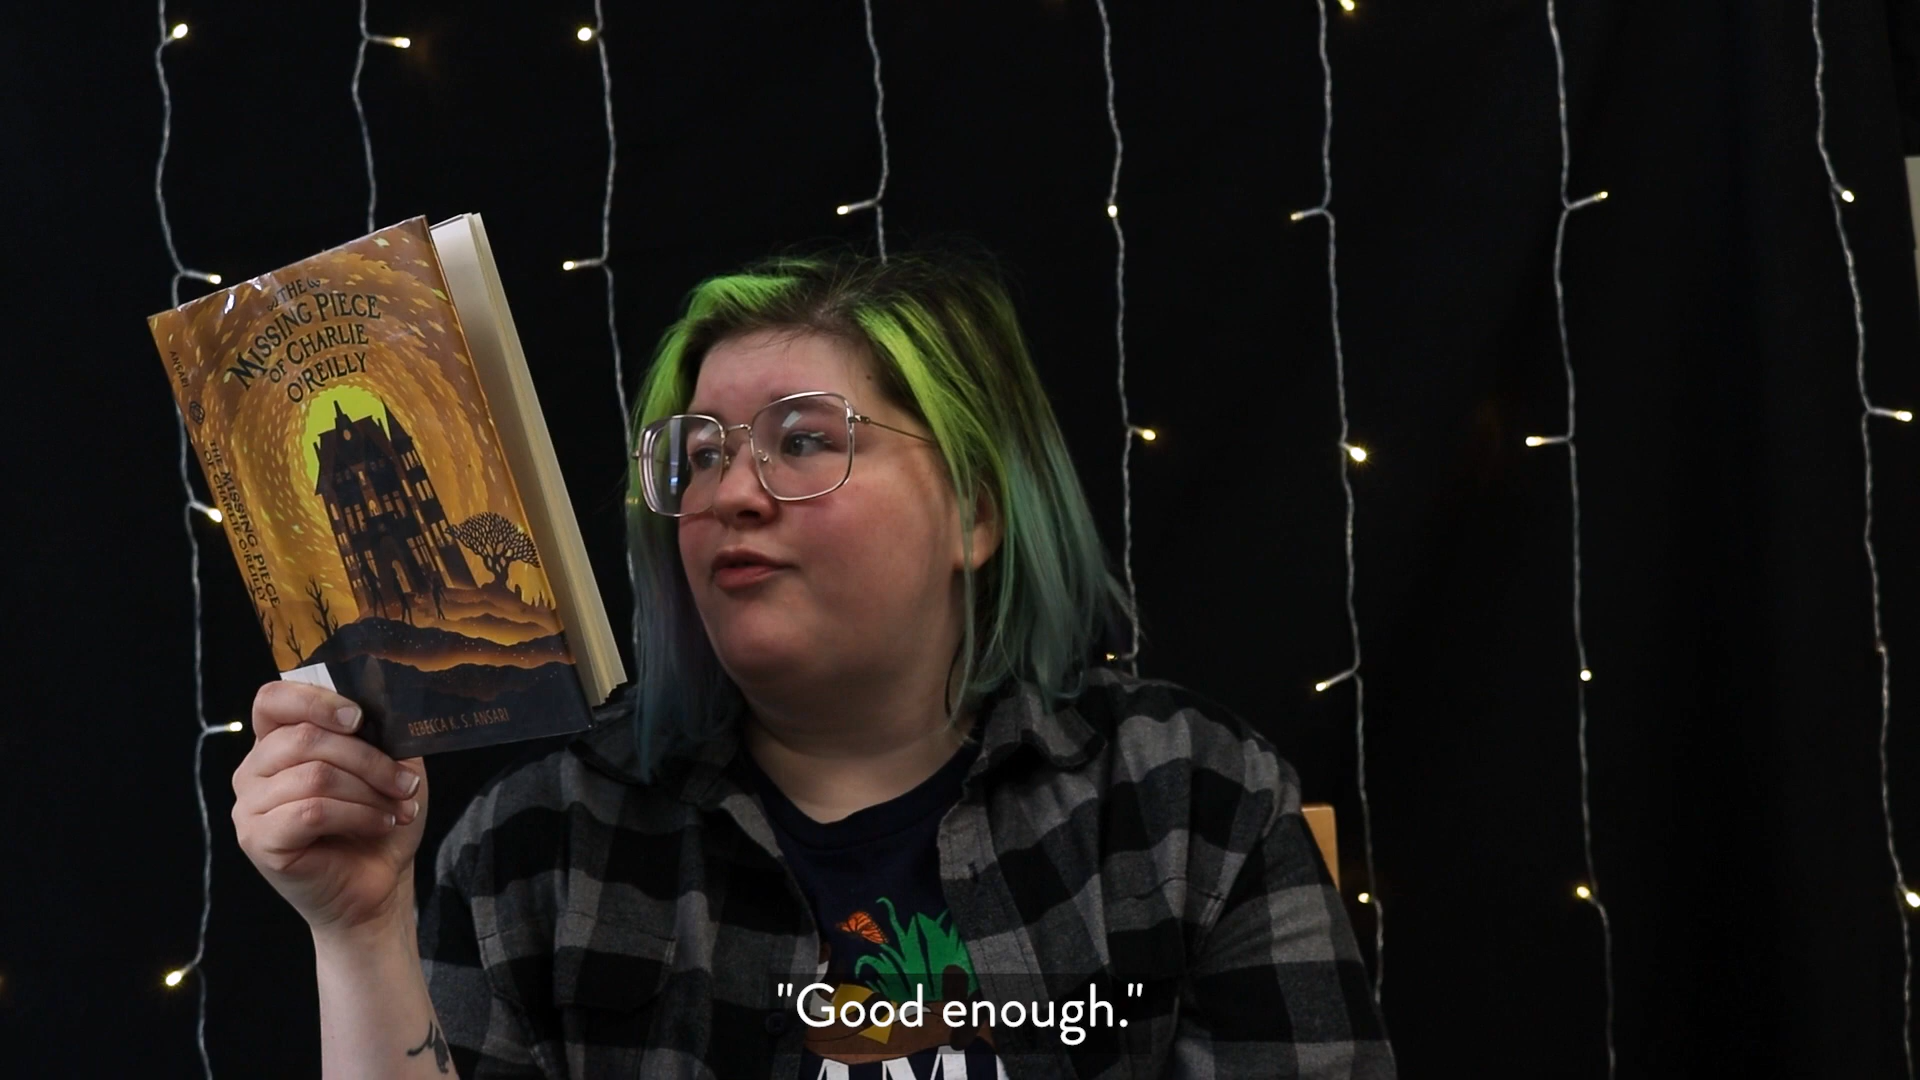 THE
MISSING PIECE
OF CHARLIE
O'REILLY
ANSARI
THE MISSING PIECE
OF CHARLIE O'REILLY
REBECCA K. S. ANSARI
"Good enough."